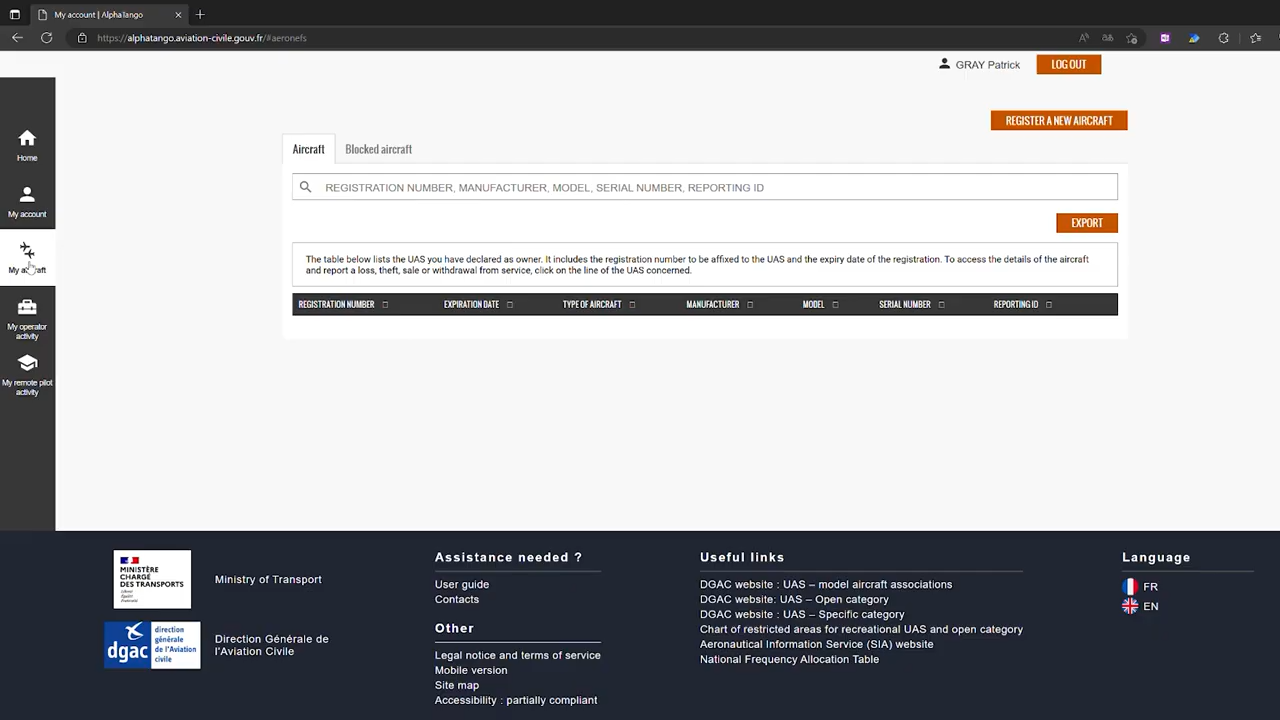 My account | AlphaTango
https://alphatango.aviation-civile.gouv.fr/#aeronefs
GRAY Patrick
LOG OUT
REGISTER A NEW AIRCRAFT
Home
My account
My aircraft
My operator
activity
My remote pilot
activity
Aircraft
Blocked aircraft
REGISTRATION NUMBER, MANUFACTURER, MODEL, SERIAL NUMBER, REPORTING ID
EXPORT
The table below lists the UAS you have declared as owner. It includes the registration number to be affixed to the UAS and the expiry date of the registration. To access the details of the aircraft
and report a loss, theft, sale or withdrawal from service, click on the line of the UAS concerned.
REGISTRATION NUMBER EXPIRATION DATE TYPE OF AIRCRAFT MANUFACTURER MODEL SERIAL NUMBER REPORTING ID
MINISTÈRE
CHARGÉ
DES TRANSPORTS
Ministry of Transport
dgac
direction
générale
de l'Aviation
civile
Direction Générale de
l'Aviation Civile
Assistance needed ?
User guide
Contacts
Other
Legal notice and terms of service
Mobile version
Site map
Accessibility : partially compliant
Useful links
DGAC website : UAS – model aircraft associations
DGAC website: UAS – Open category
DGAC website : UAS – Specific category
Chart of restricted areas for recreational UAS and open category
Aeronautical Information Service (SIA) website
National Frequency Allocation Table
Language
FR
EN